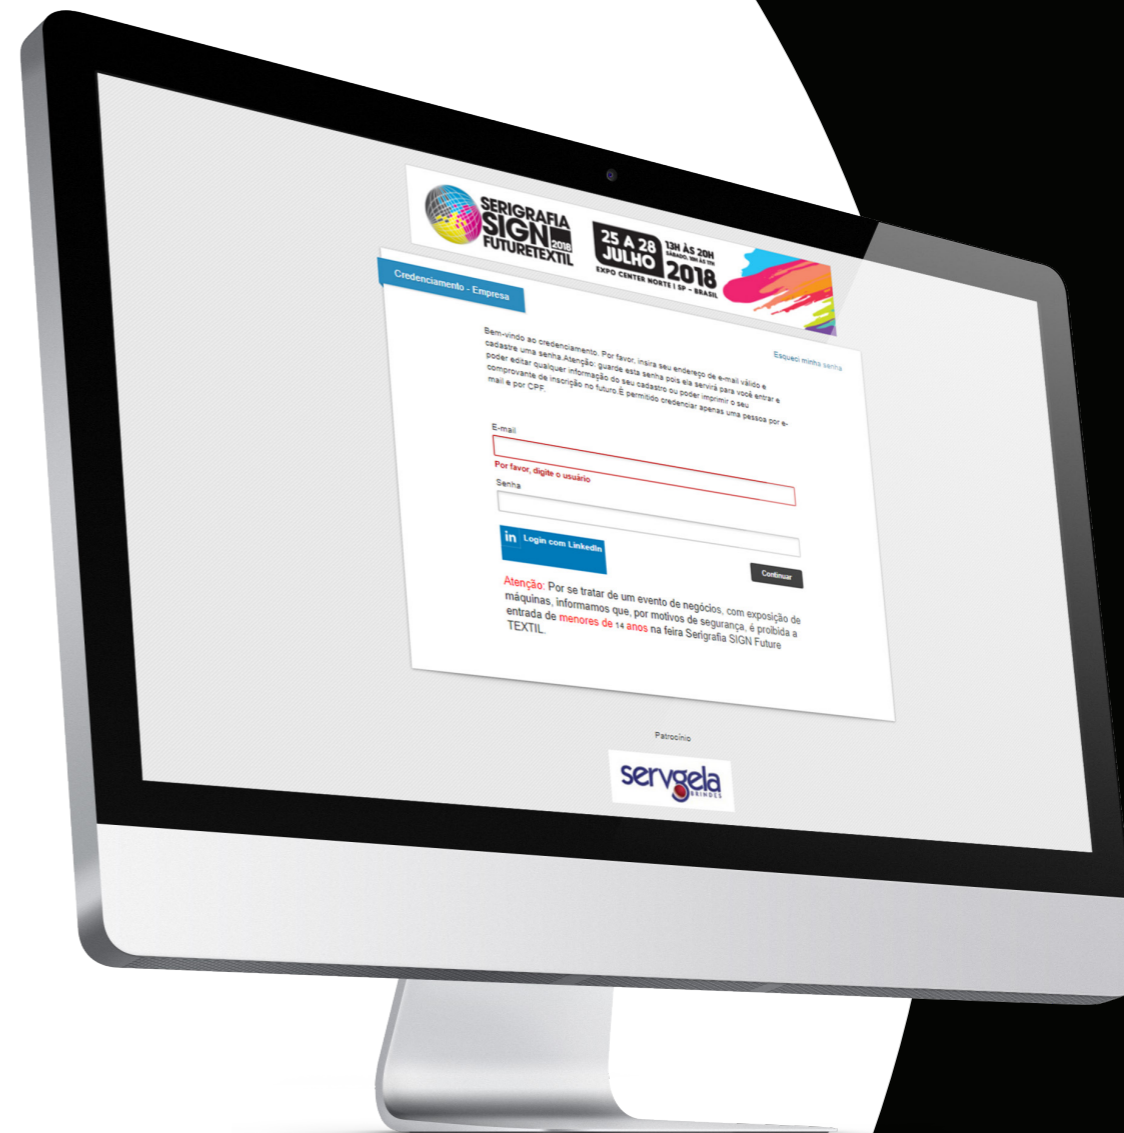 SERIGRAFIA
SIGN
2018
FUTURETEXTIL
25 A 28
JULHO
13H ÀS 20H
SÁBADO, 10H ÀS 17H
2018
EXPO CENTER NORTE | SP - BRASIL
Credenciamento - Empresa
Esqueci minha senha
Bem-vindo ao credenciamento. Por favor, insira seu endereço de e-mail válido e
cadastre uma senha.Atenção: guarde esta senha pois ela servirá para você entrar e
poder editar qualquer informação do seu cadastro ou poder imprimir o seu
comprovante de inscrição no futuro.É permitido credenciar apenas uma pessoa por e-
mail e por CPF.
E-mail
Por favor, digite o usuário
Senha
in Login com LinkedIn
Continuar
Atenção: Por se tratar de um evento de negócios, com exposição de
máquinas, informamos que, por motivos de segurança, é proibida a
entrada de menores de 14 anos na feira Serigrafia SIGN Future
TEXTIL.
Patrocínio
servgela
BRINDES